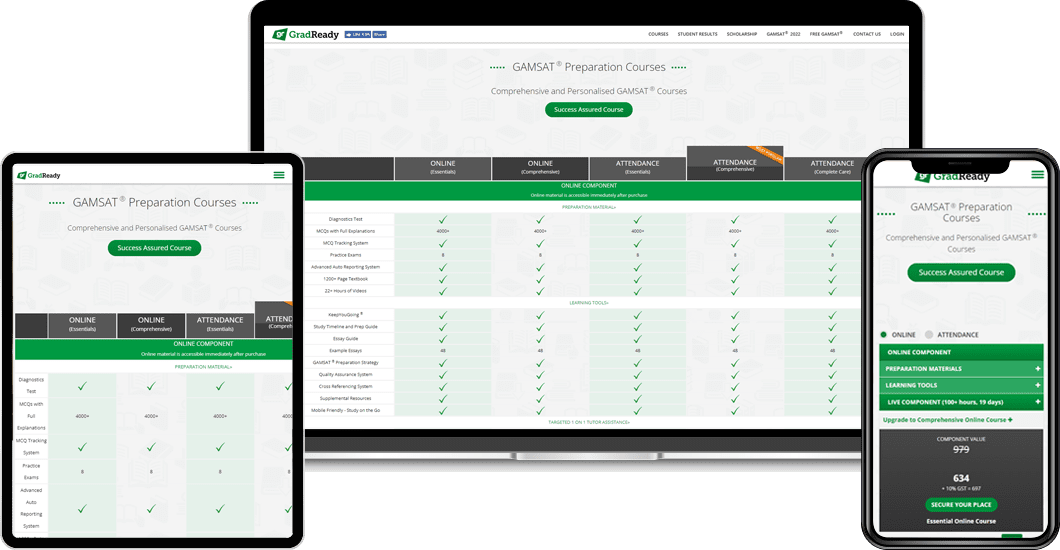 GradReady
COURSES STUDENT RESULTS SCHOLARSHIP GAMSAT® 2022 FREE GAMSAT® CONTACT US LOGIN
GAMSAT® Preparation Courses
Comprehensive and Personalised GAMSAT® Courses
Success Assured Course
ONLINE (Essentials)
ONLINE (Comprehensive)
ATTENDANCE (Essentials)
ATTENDANCE (Comprehensive)
ATTENDANCE (Complete Care)
ONLINE COMPONENT
Online material is accessible immediately after purchase
PREPARATION MATERIAL»
Diagnostics Test ✓ ✓ ✓ ✓ ✓
MCQs with Full Explanations 4000+ 4000+ 4000+ 4000+ 4000+
MCQ Tracking System ✓ ✓ ✓ ✓ ✓
Practice Exams 8 8 8 8 8
Advanced Auto Reporting System ✓ ✓ ✓ ✓ ✓
1200+ Page Textbook ✓ ✓ ✓ ✓ ✓
22+ Hours of Videos ✓ ✓ ✓ ✓ ✓
LEARNING TOOLS»
KeepYouGoing® ✓ ✓ ✓ ✓ ✓
Study Timeline and Prep Guide ✓ ✓ ✓ ✓ ✓
Essay Guide ✓ ✓ ✓ ✓ ✓
Example Essays 48 48 48 48 48
GAMSAT® Preparation Strategy ✓ ✓ ✓ ✓ ✓
Quality Assurance System ✓ ✓ ✓ ✓ ✓
Cross Referencing System ✓ ✓ ✓ ✓ ✓
Supplemental Resources ✓ ✓ ✓ ✓ ✓
Mobile Friendly - Study on the Go ✓ ✓ ✓ ✓ ✓
TARGETED 1 ON 1 TUTOR ASSISTANCE»
GradReady
GAMSAT® Preparation Courses
Comprehensive and Personalised GAMSAT® Courses
Success Assured Course
ONLINE (Essentials)
ONLINE (Comprehensive)
ATTENDANCE (Essentials)
ATTEND
(Compreh
ONLINE COMPONENT
Online material is accessible immediately after purchase
PREPARATION MATERIAL»
Diagnostics
Test
MCQs with
Full
Explanations
4000+ 4000+ 4000+ 4000
MCQ Tracking
System
Practice
Exams
8 8 8 8
Advanced
Auto
Reporting
System
GradReady
GAMSAT® Preparation
Courses
Comprehensive and Personalised GAMSAT®
Courses
Success Assured Course
ONLINE ATTENDANCE
ONLINE COMPONENT
PREPARATION MATERIALS +
LEARNING TOOLS +
LIVE COMPONENT (100+ hours, 19 days) +
Upgrade to Comprehensive Online Course +
COMPONENT VALUE
979
634
+ 10% GST = 697
SECURE YOUR PLACE
Essential Online Course